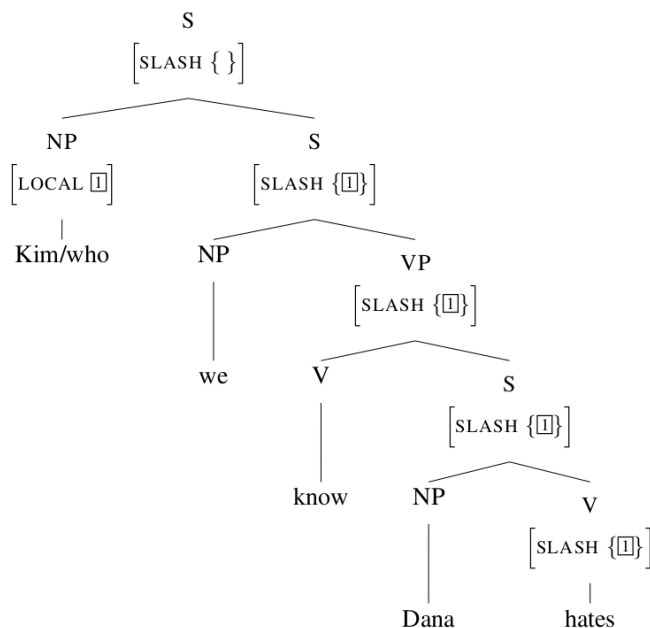 S
[SLASH { }]
NP S
[LOCAL 1] [SLASH {1}]
Kim/who NP VP
[SLASH {1}]
we V S
[SLASH {1}]
know NP V
[SLASH {1}]
Dana hates